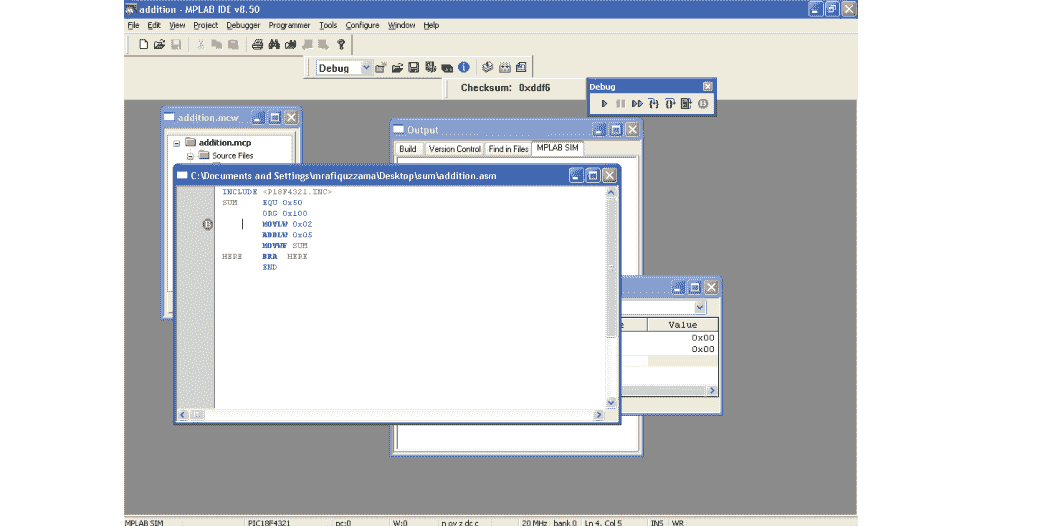 addition - MPLAB IDE v8.50
File Edit View Project Debugger Programmer Tools Configure Window Help
Debug
Checksum: 0xddf6
Debug
addition.mcw
addition.mcp
Source Files
Output
Build Version Control Find in Files MPLAB SIM
C:\Documents and Settings\mrafiquzzama\Desktop\sum\addition.asm
INCLUDE <P18F4321.INC>
SUM EQU 0x50
ORG 0x100
B MOVLW 0x02
ADDLW 0x05
MOVWF SUM
HERE BRA HERE
END
Value
0x00
0x00
MPLAB SIM PIC18F4321 pc:0 W:0 n ov z dc c 20 MHz bank 0 Ln 4, Col 5 INS WR